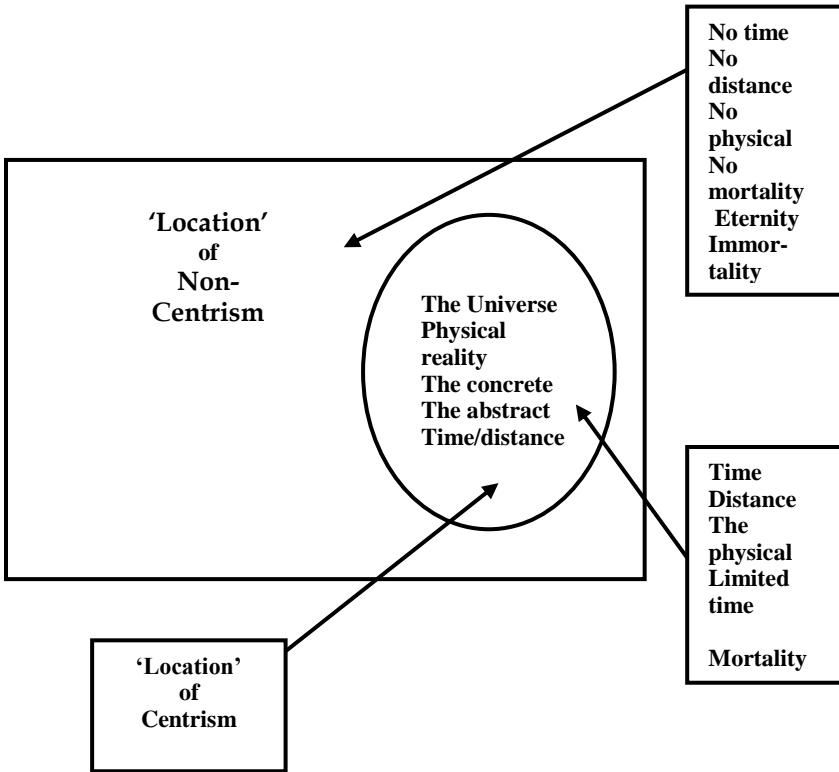 No time
No
distance
No
physical
No
mortality
Eternity
Immor-
tality
‘Location’
of
Non-
Centrism
The Universe
Physical
reality
The concrete
The abstract
Time/distance
Time
Distance
The
physical
Limited
time
Mortality
‘Location’
of
Centrism